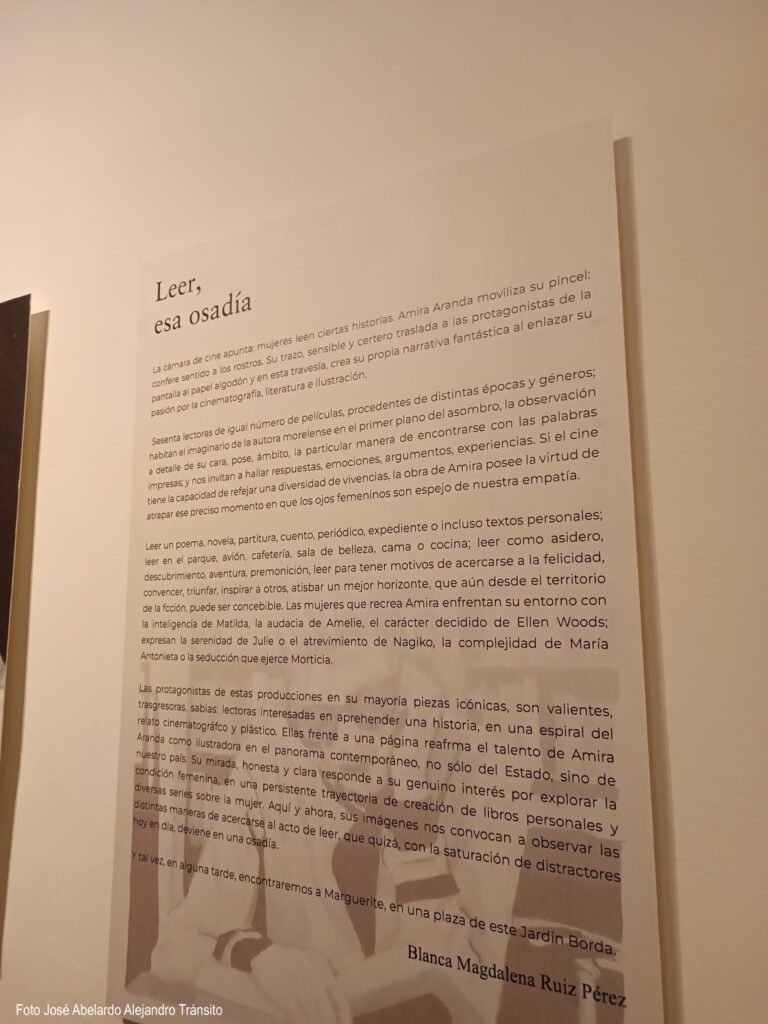 Leer,
esa osadía
La cámara de cine apunta: mujeres leen ciertas historias. Amira Aranda moviliza su pincel:
confere sentido a los rostros. Su trazo, sensible y certero traslada a las protagonistas de la
pantalla al papel algodón y en esta travesía, crea su propia narrativa fantástica al enlazar su
pasión por la cinematografía, literatura e ilustración.
Sesenta lectoras de igual número de películas, procedentes de distintas épocas y géneros;
habitan el imaginario de la autora morelense en el primer plano del asombro, la observación
a detalle de su cara, pose, ámbito, la particular manera de encontrarse con las palabras
impresas; y nos invitan a hallar respuestas, emociones, argumentos, experiencias. Si el cine
tiene la capacidad de refejar una diversidad de vivencias, la obra de Amira posee la virtud de
atrapar ese preciso momento en que los ojos femeninos son espejo de nuestra empatía.
Leer un poema, novela, partitura, cuento, periódico, expediente o incluso textos personales;
leer en el parque, avión, cafetería, sala de belleza, cama o cocina; leer como asidero,
descubrimiento, aventura, premonición, leer para tener motivos de acercarse a la felicidad,
convencer, triunfar, inspirar a otros, atisbar un mejor horizonte, que aún desde el territorio
de la fcción, puede ser concebible. Las mujeres que recrea Amira enfrentan su entorno con
la inteligencia de Matilda, la audacia de Amelie, el carácter decidido de Ellen Woods;
expresan la serenidad de Julie o el atrevimiento de Nagiko, la complejidad de María
Antonieta o la seducción que ejerce Morticia.
Las protagonistas de estas producciones en su mayoría piezas icónicas, son valientes,
trasgresoras, sabias: lectoras interesadas en aprehender una historia, en una espiral del
relato cinematográfco y plástico. Ellas frente a una página reafrma el talento de Amira
Aranda como ilustradora en el panorama contemporáneo, no sólo del Estado, sino de
nuestro país. Su mirada, honesta y clara responde a su genuino interés por explorar la
condición femenina, en una persistente trayectoria de creación de libros personales y
diversas series sobre la mujer. Aquí y ahora, sus imágenes nos convocan a observar las
distintas maneras de acercarse al acto de leer, que quizá, con la saturación de distractores
hoy en día, deviene en una osadía.
Y tal vez, en alguna tarde, encontraremos a Marguerite, en una plaza de este Jardín Borda.
Blanca Magdalena Ruiz Pérez
Foto José Abelardo Alejandro Tránsito